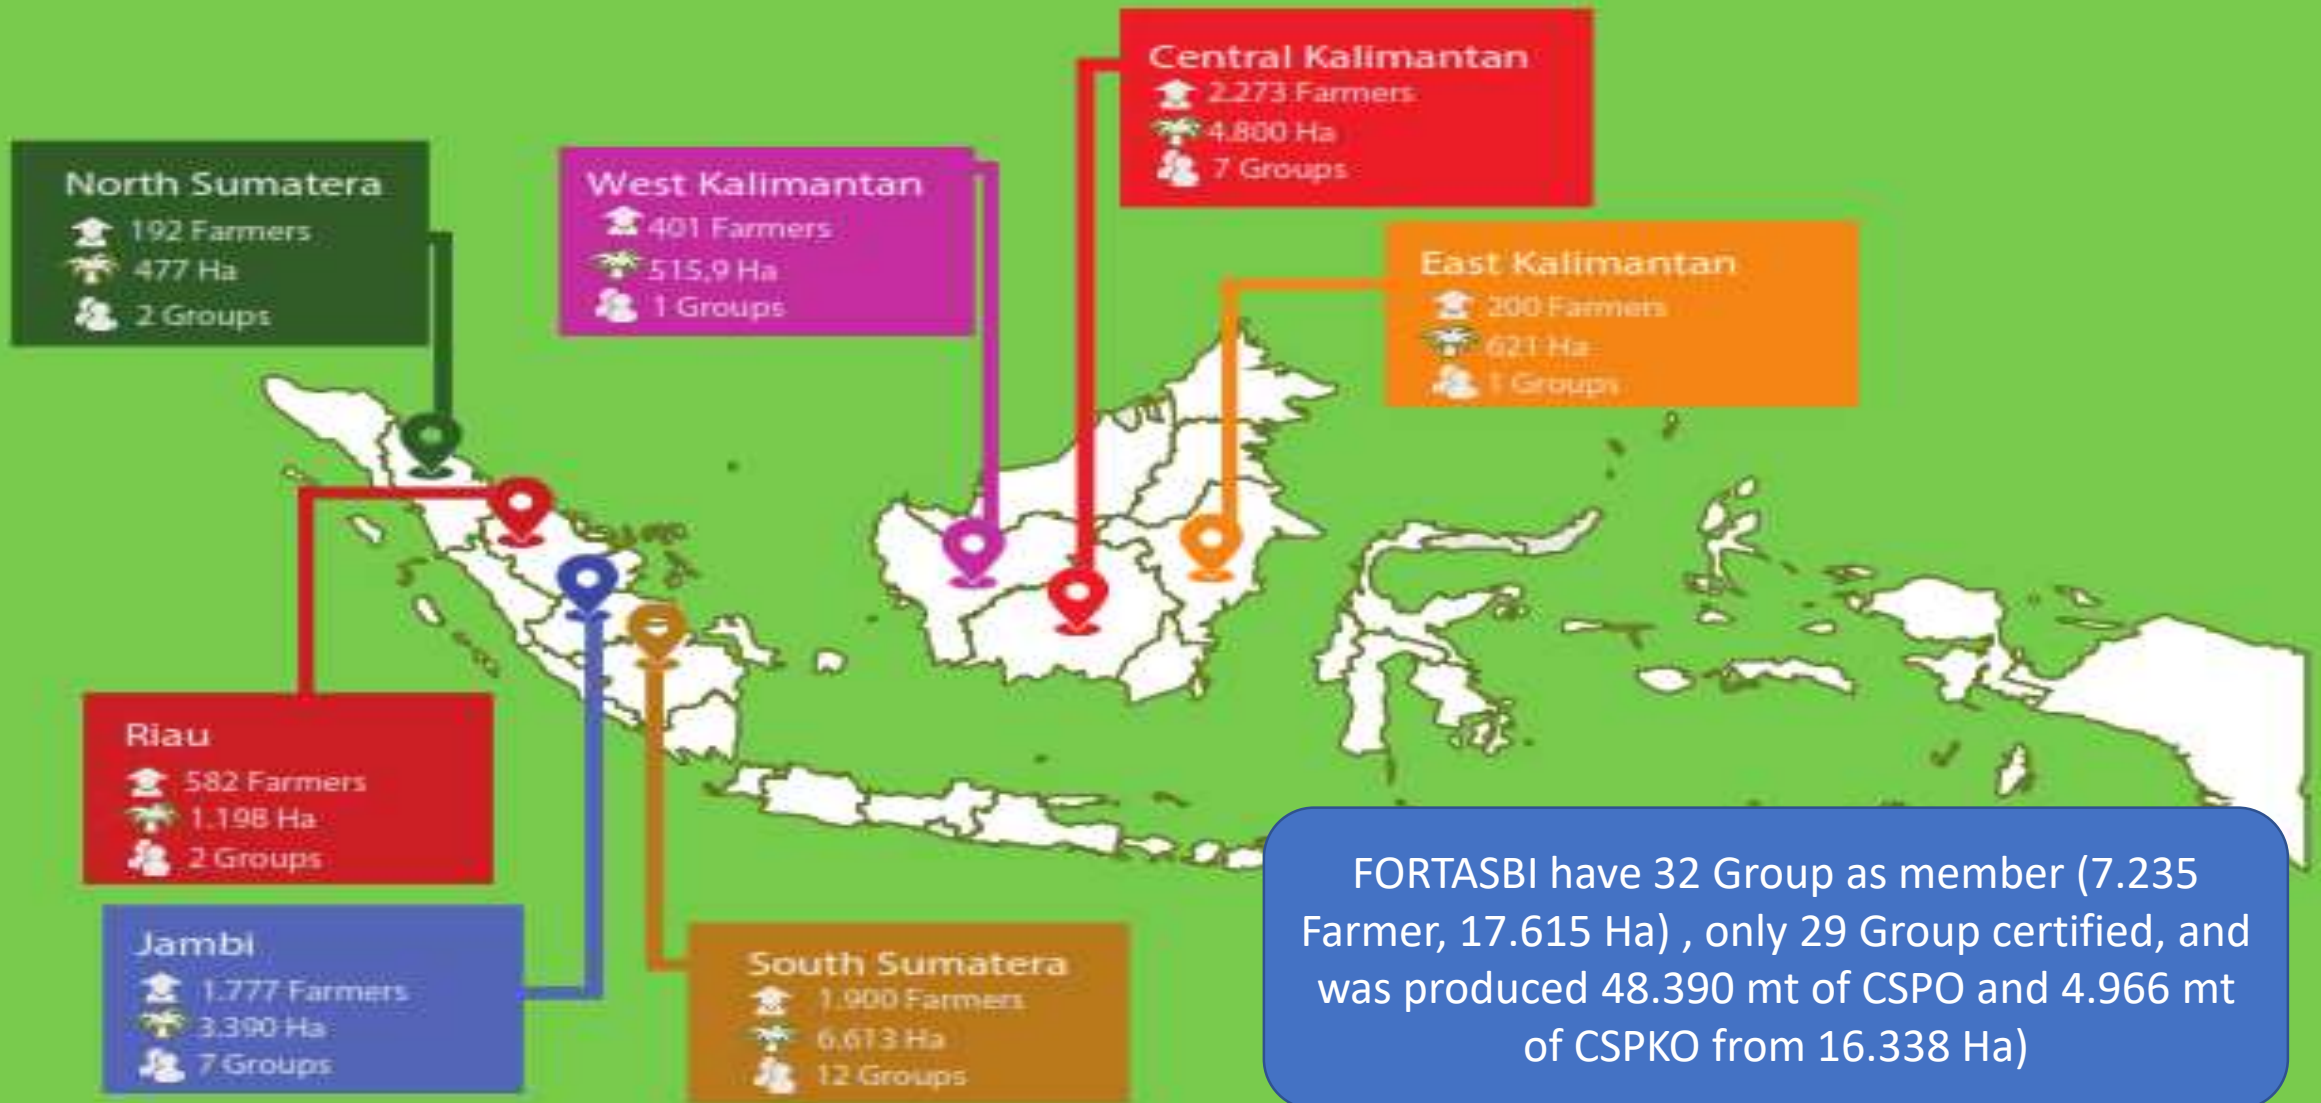 Central Kalimantan
2.273 Farmers
4.800 Ha
7 Groups
North Sumatera
192 Farmers
477 Ha
2 Groups
West Kalimantan
401 Farmers
515,9 Ha
1 Groups
East Kalimantan
200 Farmers
621 Ha
1 Groups
Riau
582 Farmers
1.198 Ha
2 Groups
Jambi
1.777 Farmers
3.390 Ha
7 Groups
South Sumatera
1.900 Farmers
6.613 Ha
12 Groups
FORTASBI have 32 Group as member (7.235
Farmer, 17.615 Ha) , only 29 Group certified, and
was produced 48.390 mt of CSPO and 4.966 mt
of CSPKO from 16.338 Ha)